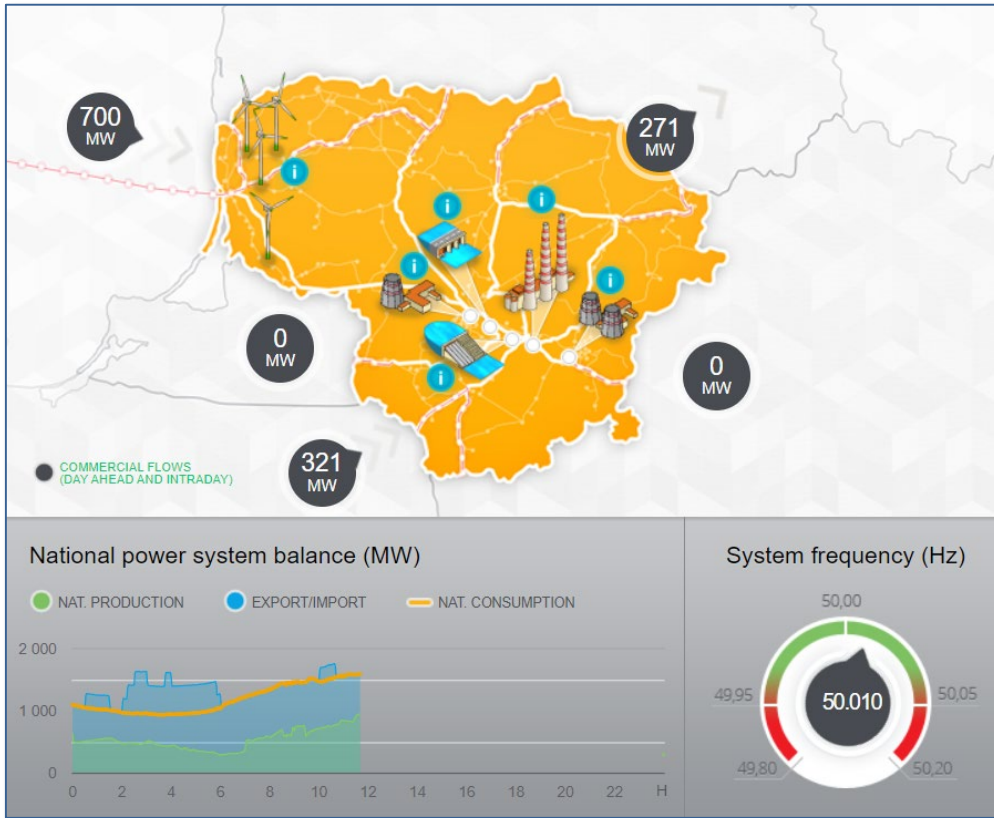 700
MW
271
MW
i
i
i
i
i
i
0
MW
0
MW
321
MW
COMMERCIAL FLOWS
(DAY AHEAD AND INTRADAY)
National power system balance (MW)
NAT. PRODUCTION EXPORT/IMPORT NAT. CONSUMPTION
2 000
1 000
0
0 2 4 6 8 10 12 14 16 18 20 22 H
System frequency (Hz)
50,00
49,95 50.010 50,05
49,80 50,20